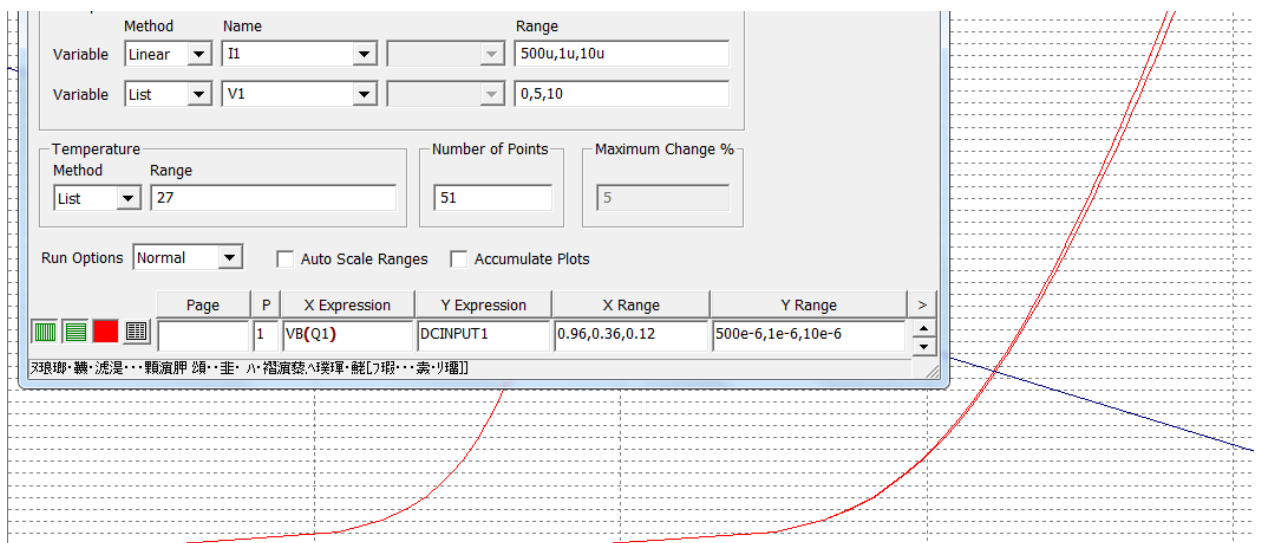 Method Name Range
Variable Linear I1 500u,1u,10u
Variable List V1 0,5,10
Temperature Number of Points Maximum Change %
Method Range
List 27 51 5
Run Options Normal Auto Scale Ranges Accumulate Plots
Page P X Expression Y Expression X Range Y Range >
1 VB(Q1) DCINPUT1 0.96,0.36,0.12 500e-6,1e-6,10e-6